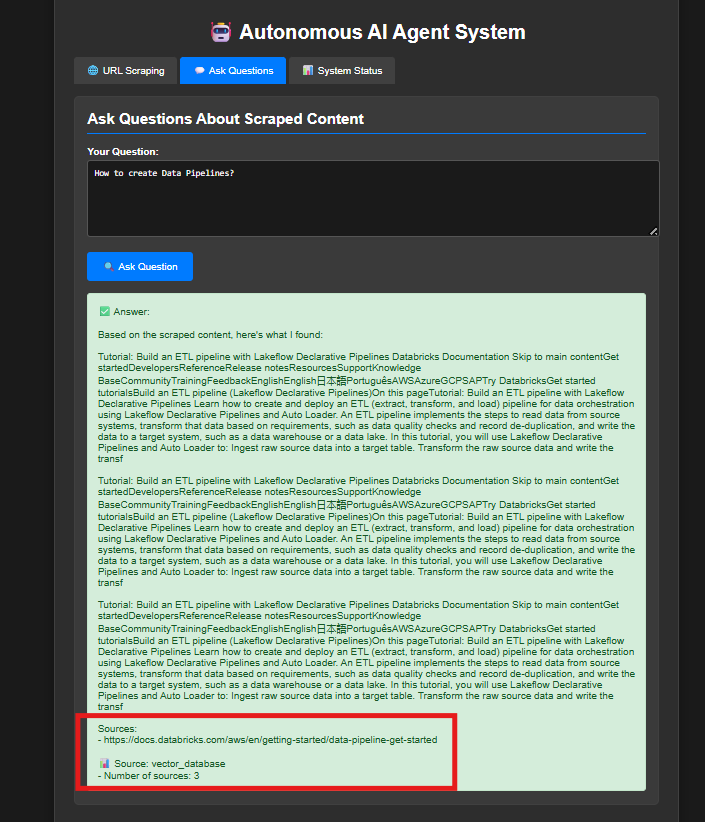 Autonomous AI Agent System
URL Scraping
Ask Questions
System Status
Ask Questions About Scraped Content
Your Question:
How to create Data Pipelines?
Ask Question
Answer:
Based on the scraped content, here's what I found:
Tutorial: Build an ETL pipeline with Lakeflow Declarative Pipelines Databricks Documentation Skip to main contentGet
startedDevelopersReferenceRelease notesResourcesSupportKnowledge
BaseCommunityTrainingFeedbackEnglishEnglish日本語PortuguêsAWSAzureGCPSAPTry DatabricksGet started
tutorialsBuild an ETL pipeline (Lakeflow Declarative Pipelines)On this pageTutorial: Build an ETL pipeline with Lakeflow
Declarative Pipelines Learn how to create and deploy an ETL (extract, transform, and load) pipeline for data orchestration
using Lakeflow Declarative Pipelines and Auto Loader. An ETL pipeline implements the steps to read data from source
systems, transform that data based on requirements, such as data quality checks and record de-duplication, and write the
data to a target system, such as a data warehouse or a data lake. In this tutorial, you will use Lakeflow Declarative
Pipelines and Auto Loader to: Ingest raw source data into a target table. Transform the raw source data and write the
transf
Tutorial: Build an ETL pipeline with Lakeflow Declarative Pipelines Databricks Documentation Skip to main contentGet
startedDevelopersReferenceRelease notesResourcesSupportKnowledge
BaseCommunityTrainingFeedbackEnglishEnglish日本語PortuguêsAWSAzureGCPSAPTry DatabricksGet started
tutorialsBuild an ETL pipeline (Lakeflow Declarative Pipelines)On this pageTutorial: Build an ETL pipeline with Lakeflow
Declarative Pipelines Learn how to create and deploy an ETL (extract, transform, and load) pipeline for data orchestration
using Lakeflow Declarative Pipelines and Auto Loader. An ETL pipeline implements the steps to read data from source
systems, transform that data based on requirements, such as data quality checks and record de-duplication, and write the
data to a target system, such as a data warehouse or a data lake. In this tutorial, you will use Lakeflow Declarative
Pipelines and Auto Loader to: Ingest raw source data into a target table. Transform the raw source data and write the
transf
Tutorial: Build an ETL pipeline with Lakeflow Declarative Pipelines Databricks Documentation Skip to main contentGet
startedDevelopersReferenceRelease notesResourcesSupportKnowledge
BaseCommunityTrainingFeedbackEnglishEnglish日本語PortuguêsAWSAzureGCPSAPTry DatabricksGet started
tutorialsBuild an ETL pipeline (Lakeflow Declarative Pipelines)On this pageTutorial: Build an ETL pipeline with Lakeflow
Declarative Pipelines Learn how to create and deploy an ETL (extract, transform, and load) pipeline for data orchestration
using Lakeflow Declarative Pipelines and Auto Loader. An ETL pipeline implements the steps to read data from source
systems, transform that data based on requirements, such as data quality checks and record de-duplication, and write the
data to a target system, such as a data warehouse or a data lake. In this tutorial, you will use Lakeflow Declarative
Pipelines and Auto Loader to: Ingest raw source data into a target table. Transform the raw source data and write the
transf
Sources:
- https://docs.databricks.com/aws/en/getting-started/data-pipeline-get-started
Source: vector_database
- Number of sources: 3